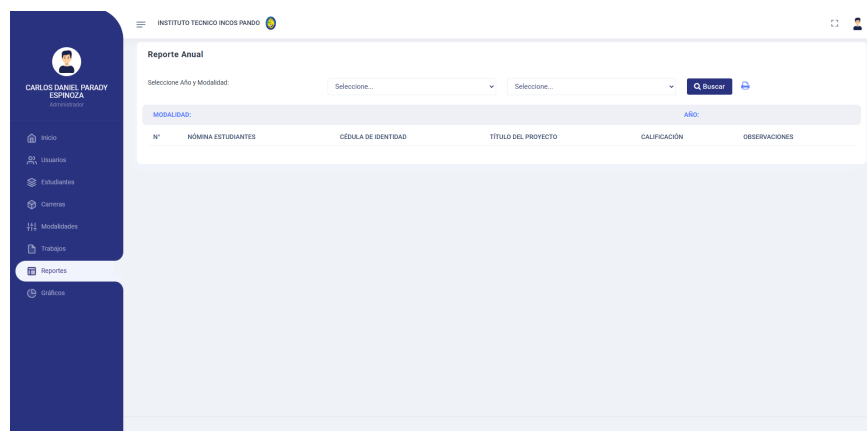 INSTITUTO TECNICO INCOS PANDO
CARLOS DANIEL PARADY
ESPINOZA
Administrador
Inicio
Usuarios
Estudiantes
Carreras
Modalidades
Trabajos
Reportes
Gráficos
Reporte Anual
Seleccione Año y Modalidad:
Seleccione... Seleccione... Buscar
MODALIDAD: AÑO:
N° NÓMINA ESTUDIANTES CÉDULA DE IDENTIDAD TÍTULO DEL PROYECTO CALIFICACIÓN OBSERVACIONES